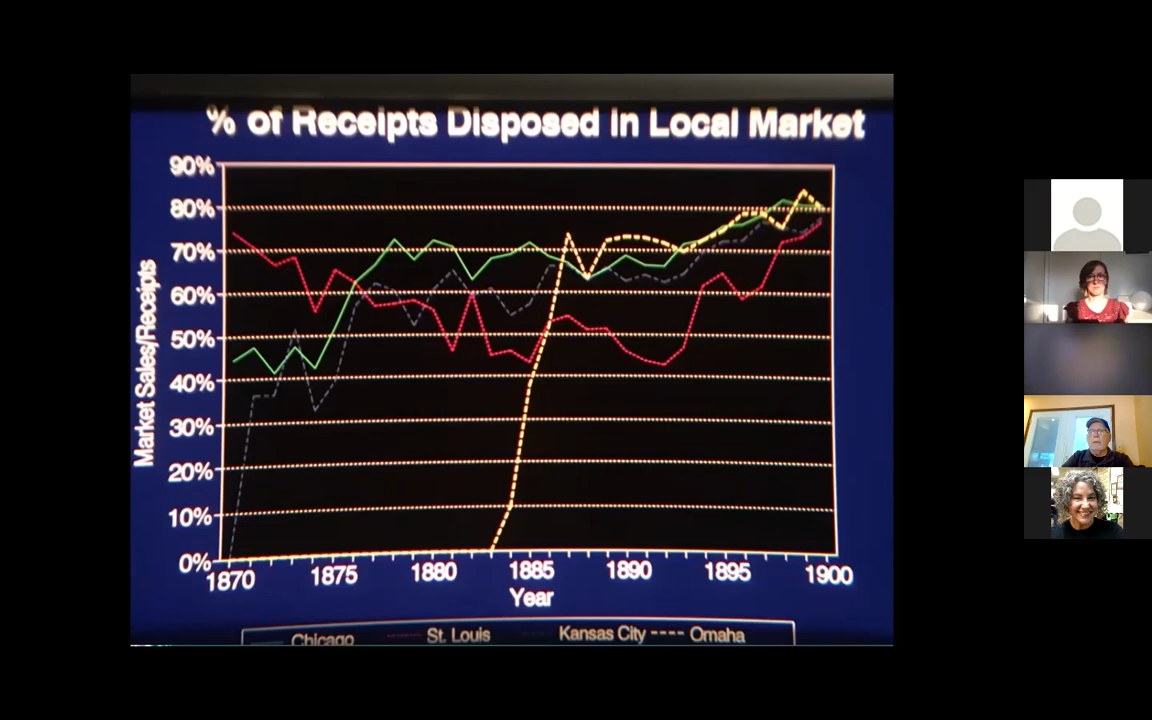 % of Receipts Disposed in Local Market
90%
80%
70%
60%
50%
40%
30%
20%
10%
0%
Market Sales/Receipts
1870 1875 1880 1885 1890 1895 1900
Year
Chicago St. Louis Kansas City Omaha